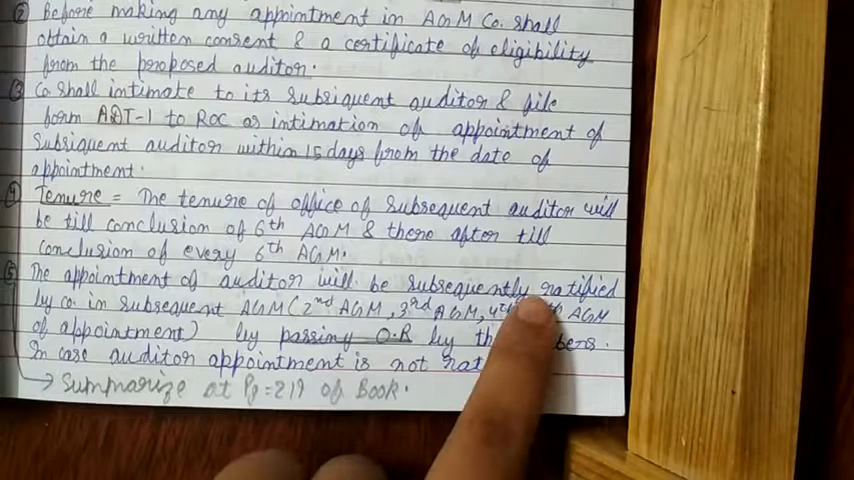 ② Before making any appointment in AGM Co. shall
obtain a written consent & a certificate of eligibility
from the proposed auditor.
③ Co shall intimate to its subsiquent auditor & file
form ADT-1 to ROC as intimation of appointment of
subsiquent auditor within 15 days from the date of
appointment.
④ Tenure = The tenure of office of subsequent auditor will
be till conclusion of 6th AGM & there after till
conclusion of every 6th AGM.
⑤ The appointment of auditor will be subsequently ratified
by co. in subsequent AGM (2nd AGM, 3rd AGM, AGM
of appointment) by passing O.R by
In case auditor appointment is not
→ Summarize at Pg = 219 of Book.